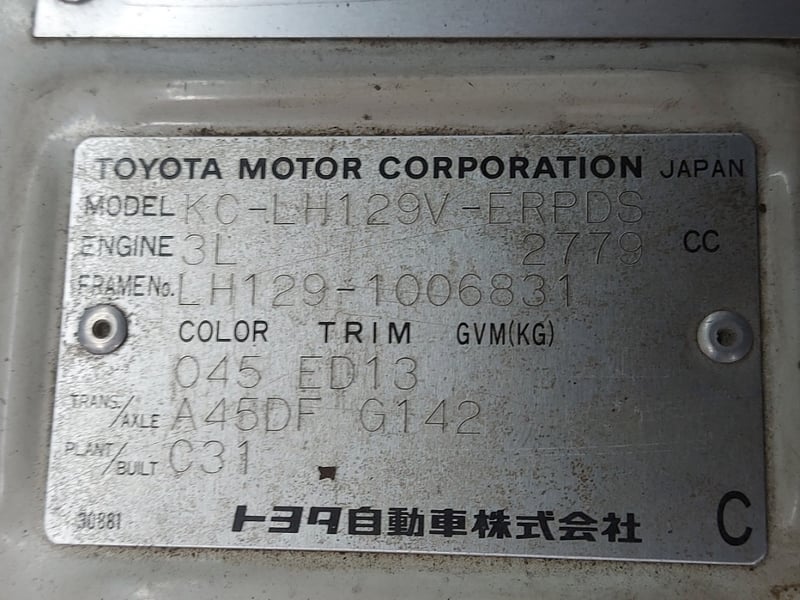 TOYOTA MOTOR CORPORATION JAPAN
MODEL KC-LH129V-ERPDS
ENGINE 3L 2779 CC
FRAME No. LH129-1006831
COLOR TRIM GVM(KG)
045 ED13
TRANS./AXLE A45DF G142
PLANT/BUILT C31
30881
トヨタ自動車株式会社 C